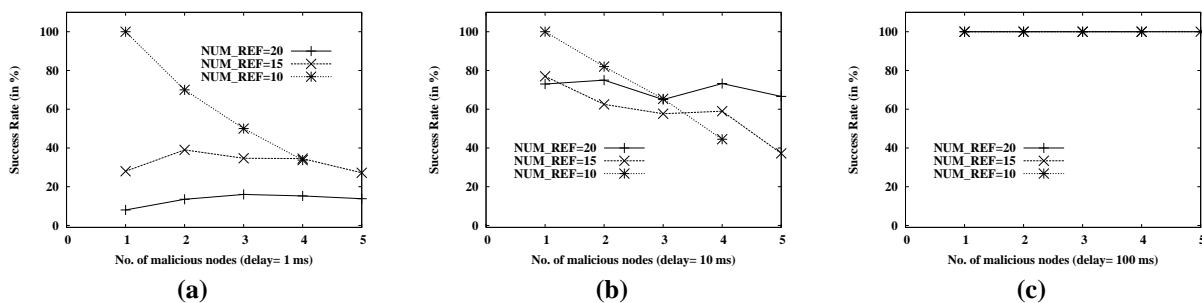 100
80
60
40
20
0
Success Rate (in %)
NUM_REF=20
NUM_REF=15
NUM_REF=10
0 1 2 3 4 5
No. of malicious nodes (delay= 1 ms)
(a)
100
80
60
40
20
0
Success Rate (in %)
NUM_REF=20
NUM_REF=15
NUM_REF=10
0 1 2 3 4 5
No. of malicious nodes (delay= 10 ms)
(b)
100
80
60
40
20
0
Success Rate (in %)
NUM_REF=20
NUM_REF=15
NUM_REF=10
0 1 2 3 4 5
No. of malicious nodes (delay= 100 ms)
(c)